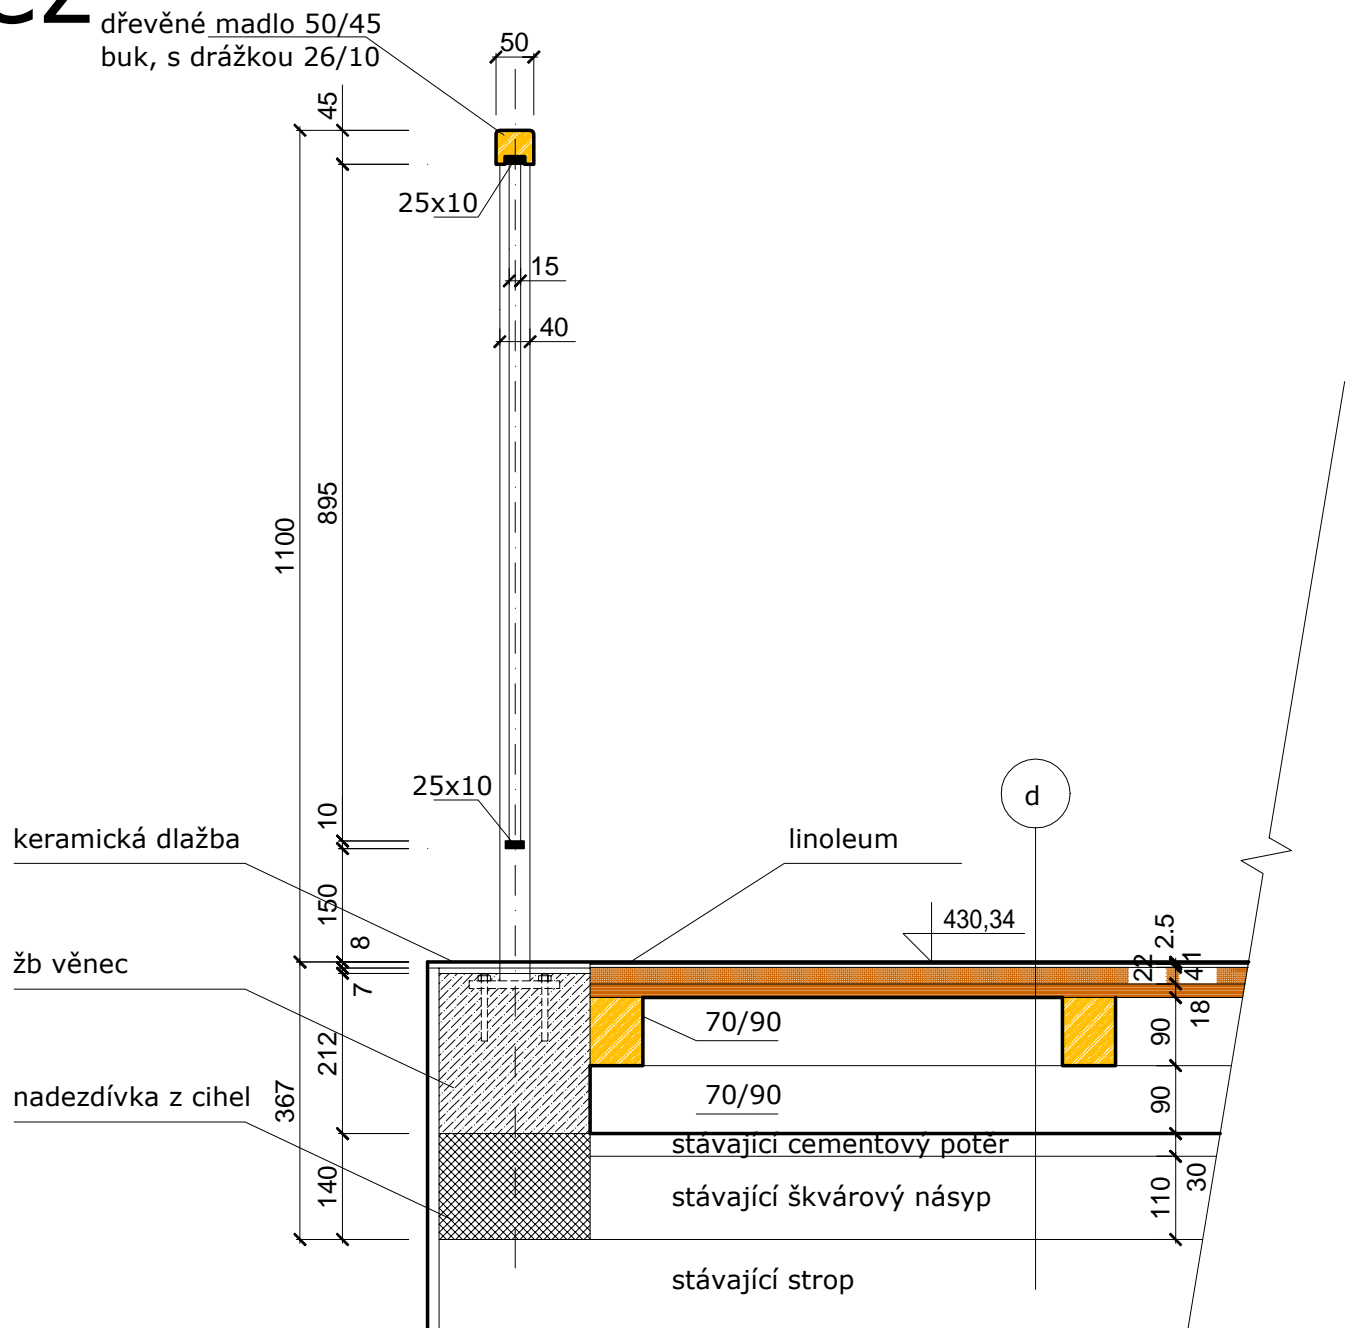 dřevěné madlo 50/45
buk, s drážkou 26/10
50
45
25x10
15
40
895
1100
25x10
10
d
keramická dlažba
linoleum
150
430,34
8
2.5
žb věnec
22
41
7
18
70/90
90
212
nadezdívka z cihel
367
70/90
90
stávající cementový potěr
140
stávající škvárový násyp
110
30
stávající strop